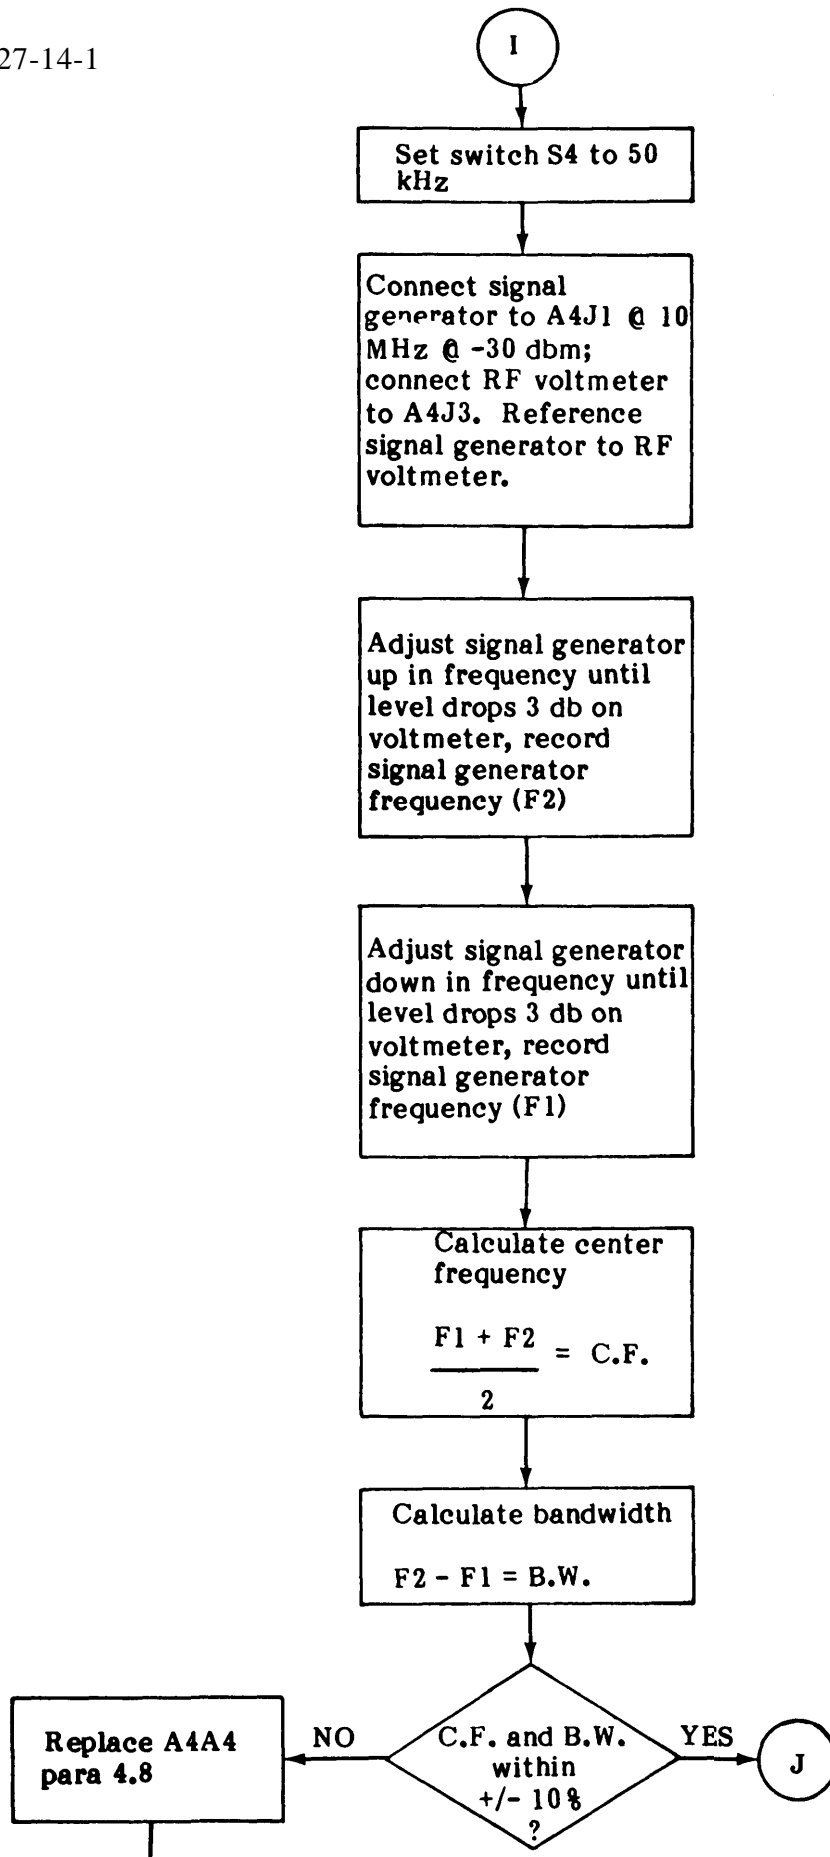 27-14-1
I
Set switch S4 to 50
kHz
Connect signal
generator to A4J1 @ 10
MHz @ -30 dbm;
connect RF voltmeter
to A4J3. Reference
signal generator to RF
voltmeter.
Adjust signal generator
up in frequency until
level drops 3 db on
voltmeter, record
signal generator
frequency (F2)
Adjust signal generator
down in frequency until
level drops 3 db on
voltmeter, record
signal generator
frequency (F1)
Calculate center
frequency
F1 + F2
= C.F.
2
Calculate bandwidth
F2 - F1 = B.W.
C.F. and B.W.
within
+/- 10%
?
NO
YES
Replace A4A4
para 4.8
J